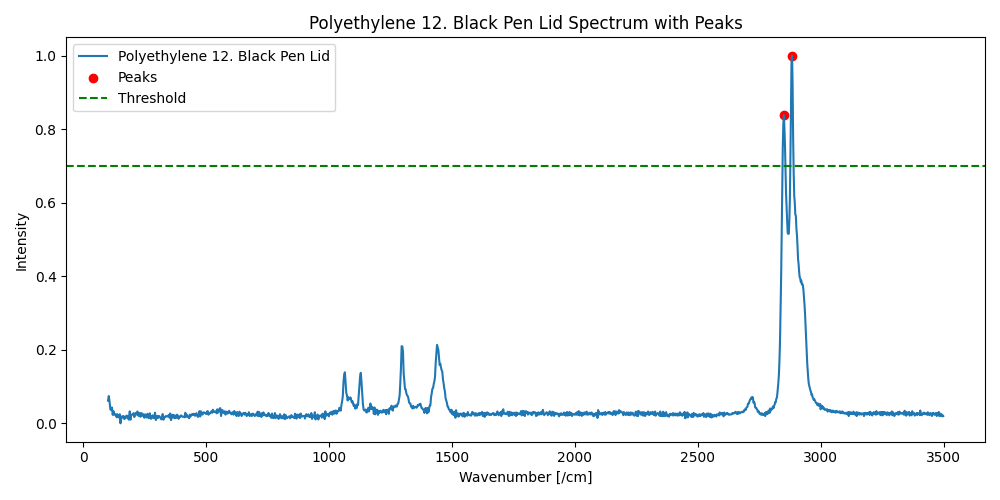 Polyethylene 12. Black Pen Lid Spectrum with Peaks
Polyethylene 12. Black Pen Lid
Peaks
Threshold
Intensity
1.0
0.8
0.6
0.4
0.2
0.0
0 500 1000 1500 2000 2500 3000 3500
Wavenumber [/cm]